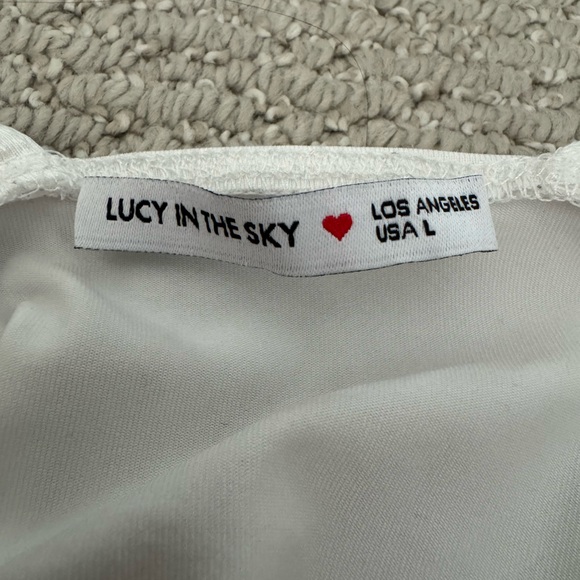 LUCY IN THE SKY ❤ LOS ANGELES
USA L